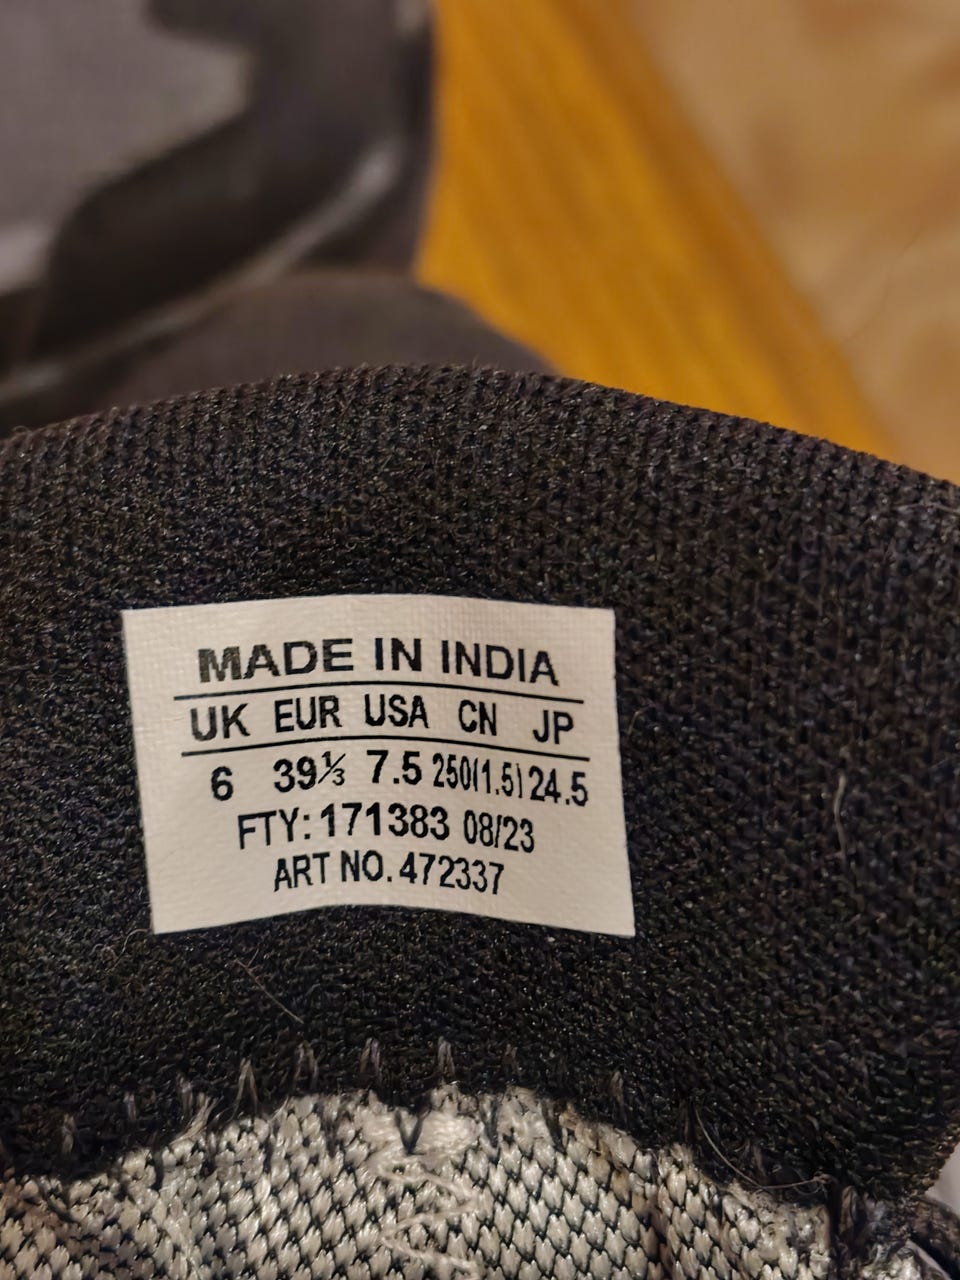 MADE IN INDIA
UK EUR USA CN JP
6 39⅓ 7.5 250(1.5) 24.5
FTY: 171383 08/23
ART NO. 472337